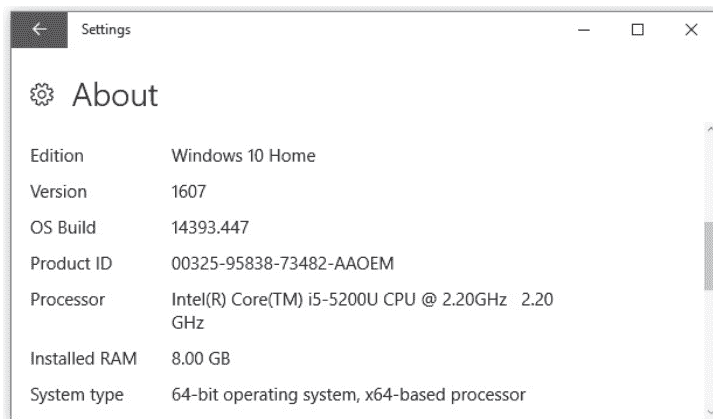 Settings
About
Edition Windows 10 Home
Version 1607
OS Build 14393.447
Product ID 00325-95838-73482-AAOEM
Processor Intel(R) Core(TM) i5-5200U CPU @ 2.20GHz 2.20
GHz
Installed RAM 8.00 GB
System type 64-bit operating system, x64-based processor